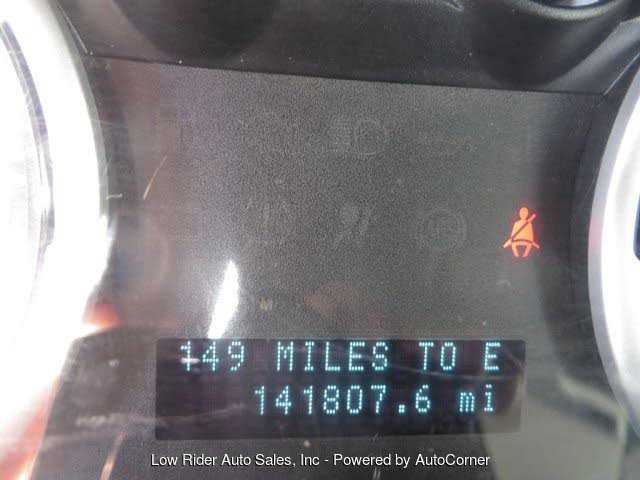 149 MILES TO E
141807.6 mi
Low Rider Auto Sales, Inc - Powered by AutoCorner